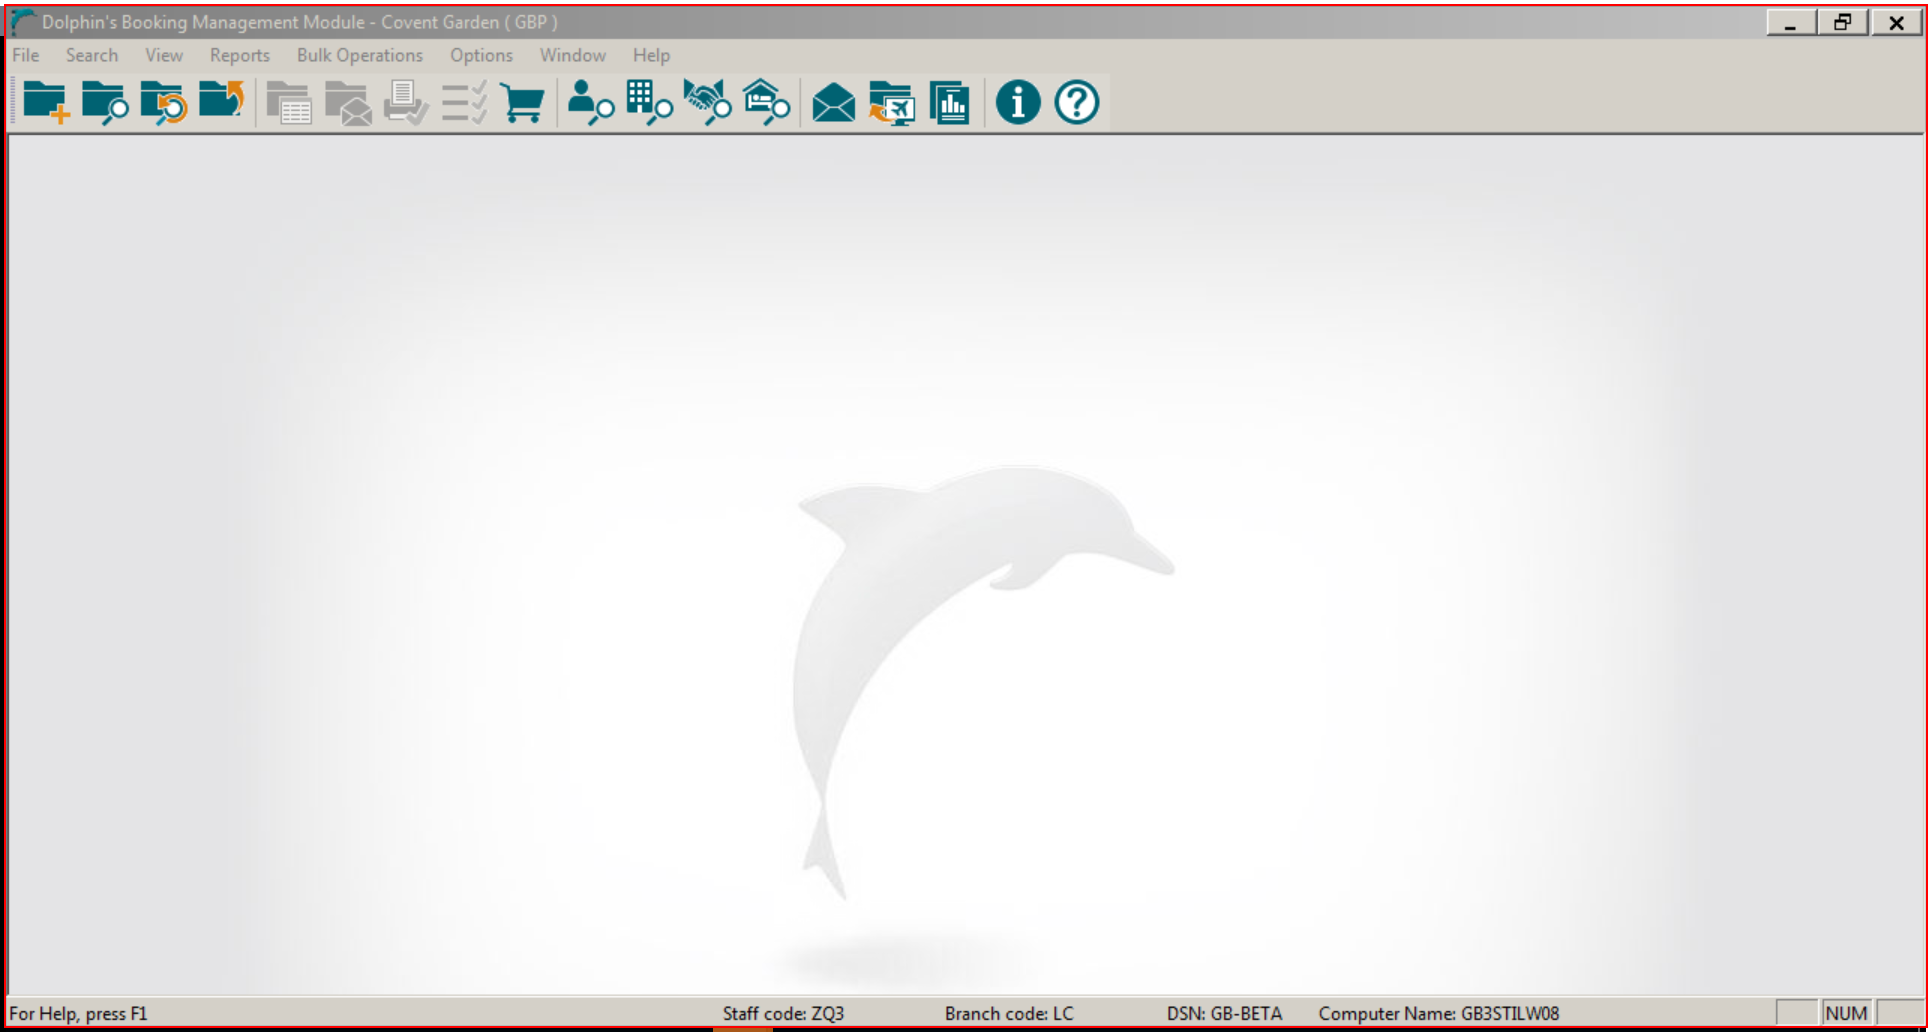 Dolphin's Booking Management Module - Covent Garden ( GBP )
File Search View Reports Bulk Operations Options Window Help
For Help, press F1 Staff code: ZQ3 Branch code: LC DSN: GB-BETA Computer Name: GB3STILW08 NUM